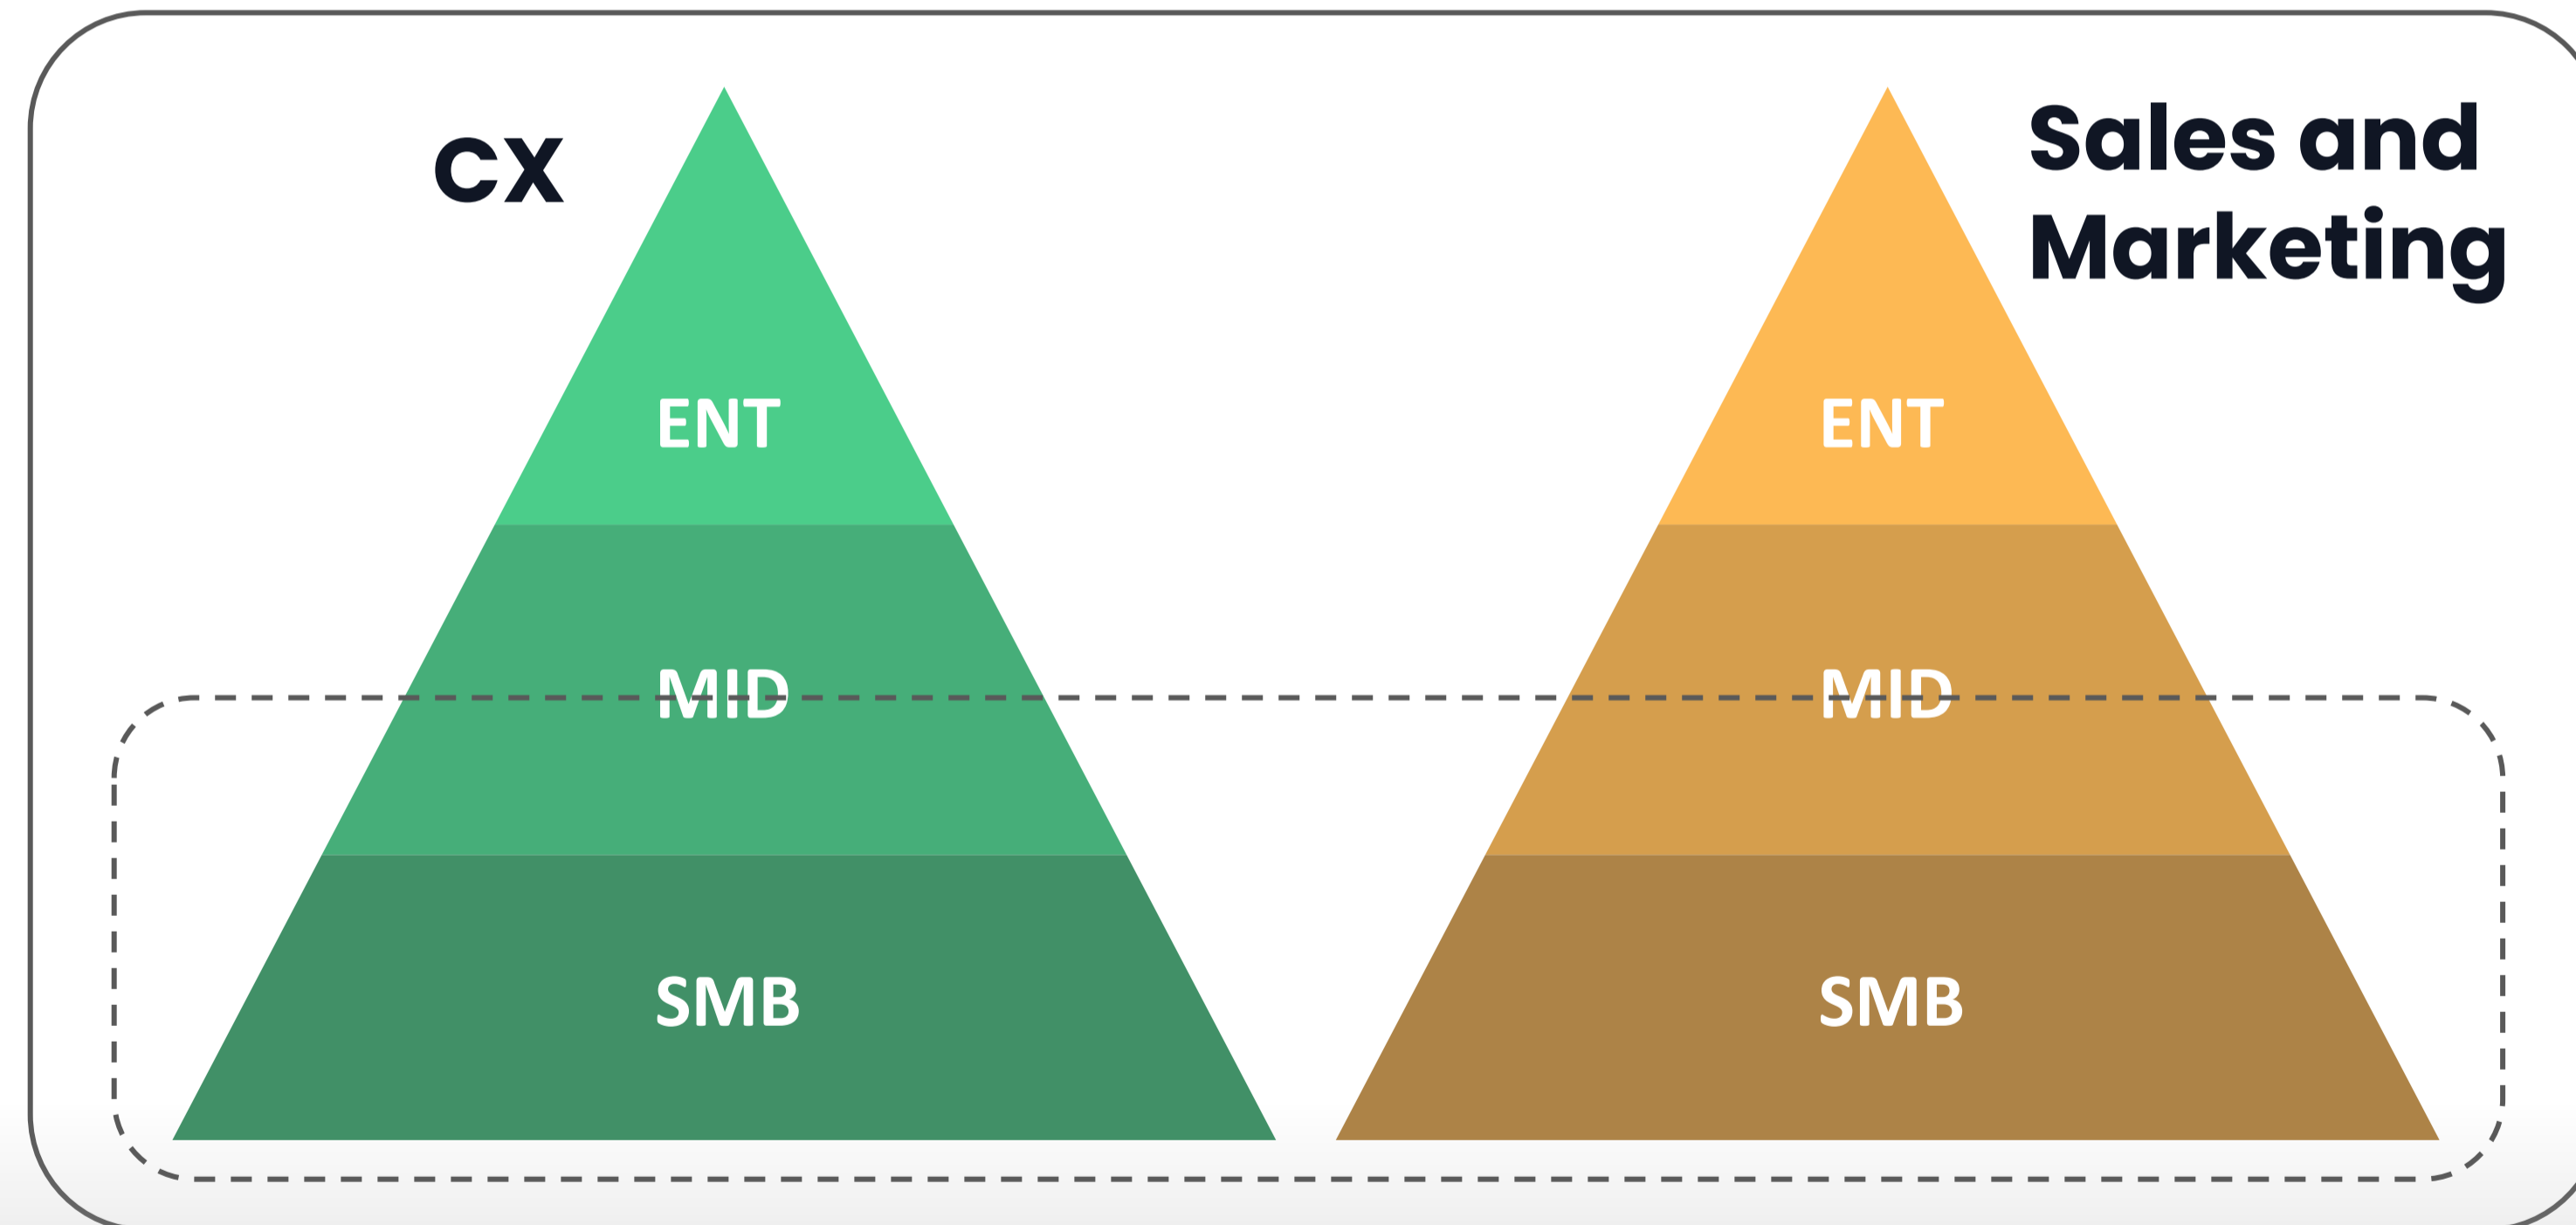 CX
ENT
MID
SMB
Sales and
Marketing
ENT
MID
SMB